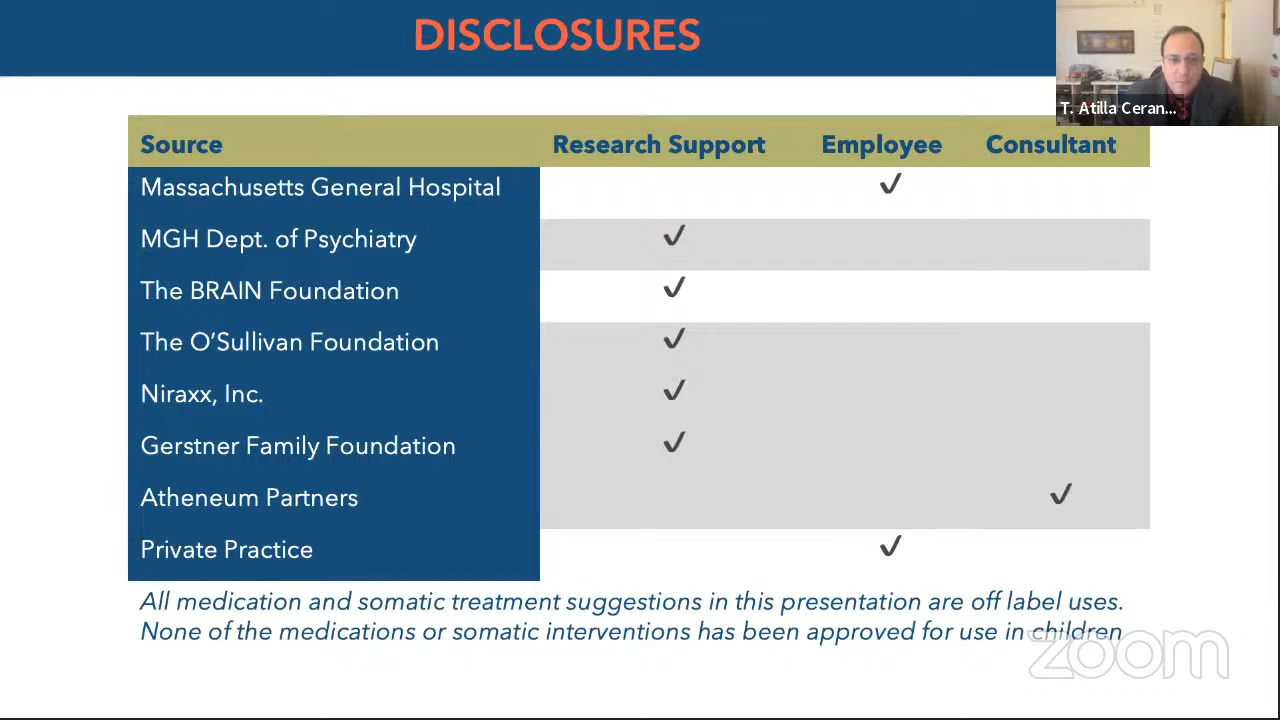 DISCLOSURES
T. Atilla Ceran...
Source Research Support Employee Consultant
Massachusetts General Hospital ✓
MGH Dept. of Psychiatry ✓
The BRAIN Foundation ✓
The O’Sullivan Foundation ✓
Niraxx, Inc. ✓
Gerstner Family Foundation ✓
Atheneum Partners ✓
Private Practice ✓
All medication and somatic treatment suggestions in this presentation are off label uses.
None of the medications or somatic interventions has been approved for use in children
zoom